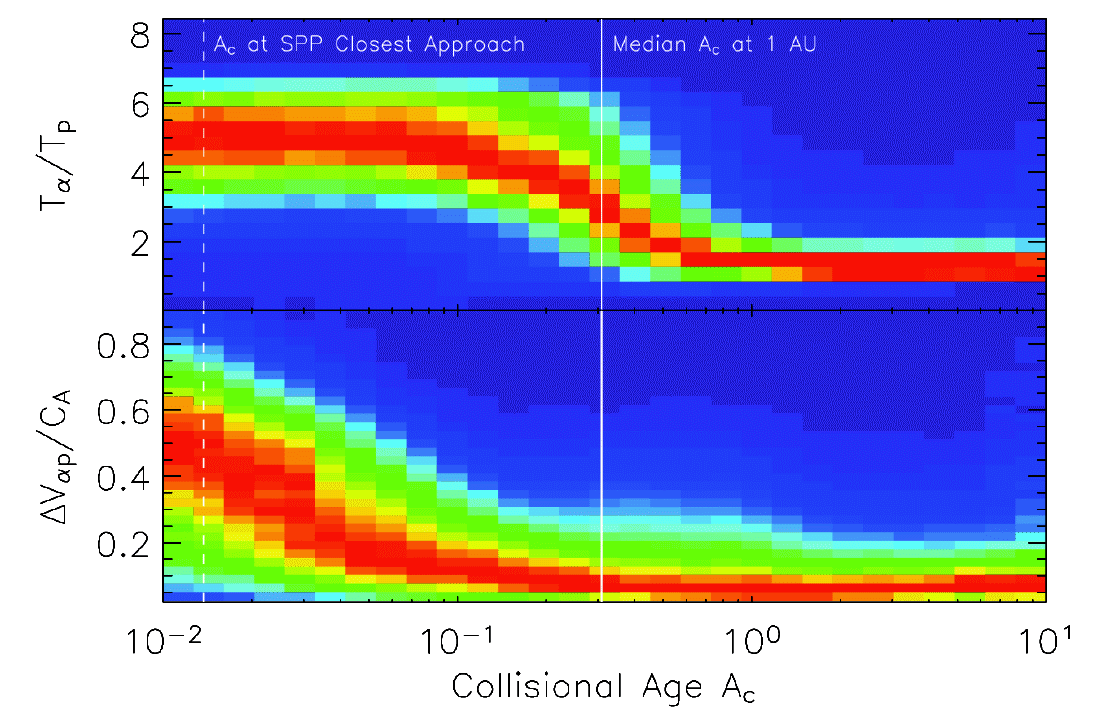 A_c at SPP Closest Approach
Median A_c at 1 AU
8
6
4
2
T_α/T_p
0.8
0.6
0.4
0.2
ΔV_αp/C_A
10^-2
10^-1
10^0
10^1
Collisional Age A_c